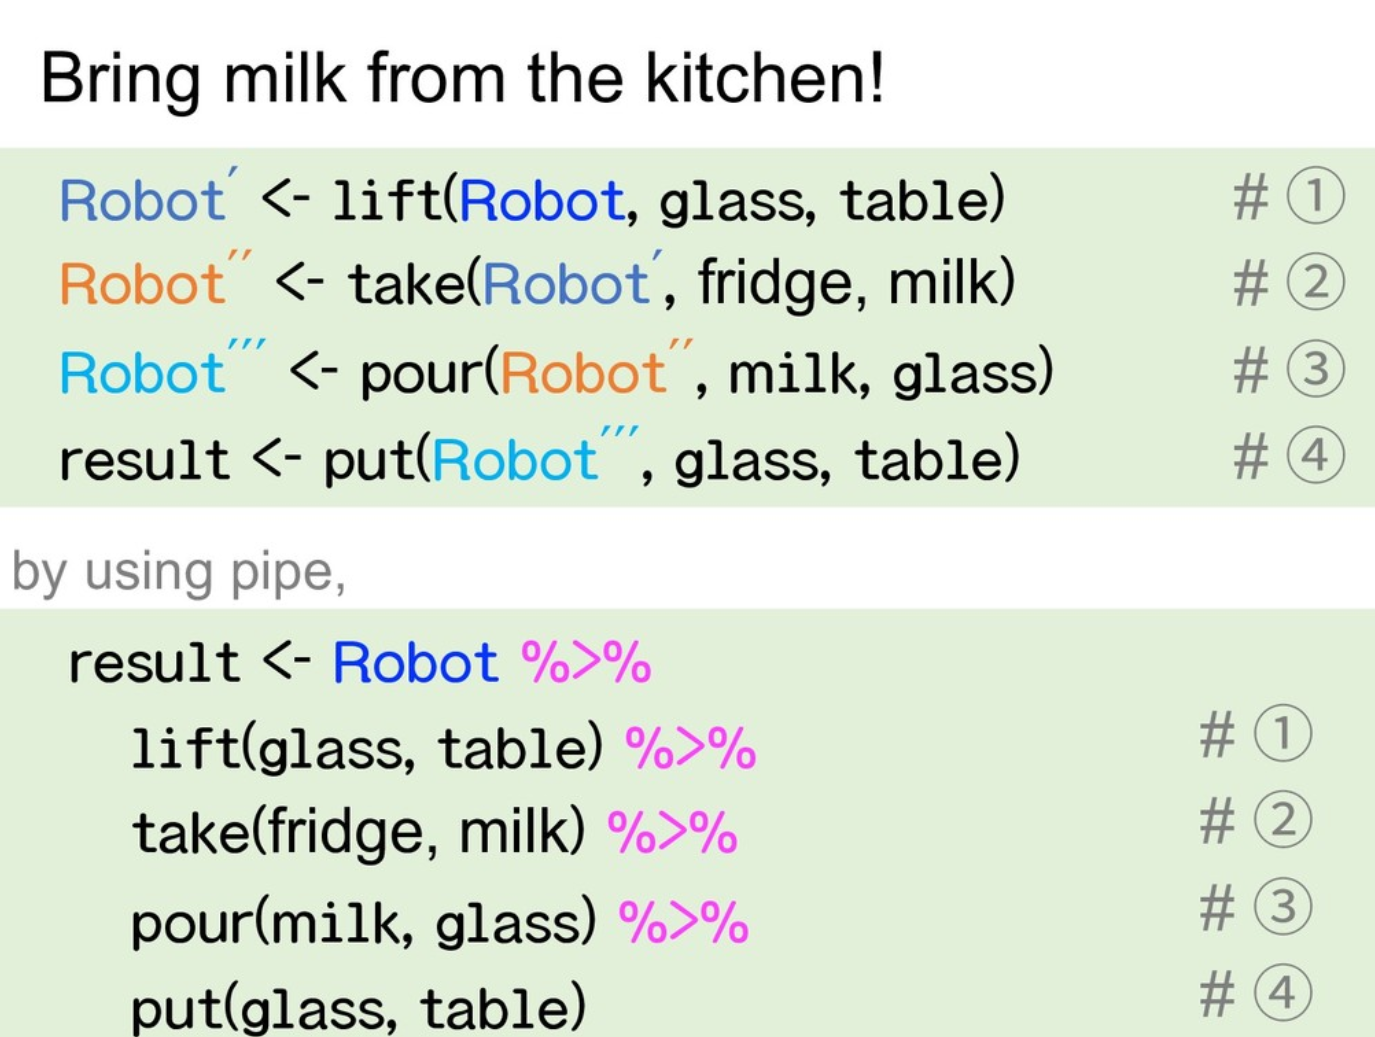 Bring milk from the kitchen!
Robot′ <- lift(Robot, glass, table) # ①
Robot′′ <- take(Robot′, fridge, milk) # ②
Robot′′′ <- pour(Robot′′, milk, glass) # ③
result <- put(Robot′′′, glass, table) # ④
by using pipe,
result <- Robot %>%
lift(glass, table) %>% # ①
take(fridge, milk) %>% # ②
pour(milk, glass) %>% # ③
put(glass, table) # ④